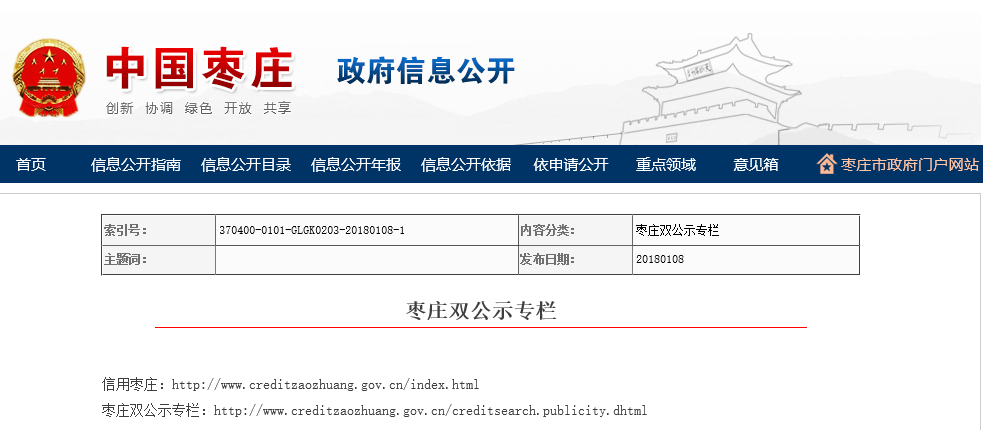 中国枣庄
政府信息公开
创新 协调 绿色 开放 共享
首页 信息公开指南 信息公开目录 信息公开年报 信息公开依据 依申请公开 重点领域 意见箱 枣庄市政府门户网站
索引号： 370400-0101-GLGK0203-20180108-1 内容分类： 枣庄双公示专栏
主题词： 发布日期： 20180108
枣庄双公示专栏
信用枣庄：http://www.creditzaozhuang.gov.cn/index.html
枣庄双公示专栏：http://www.creditzaozhuang.gov.cn/creditsearch.publicity.dhtml